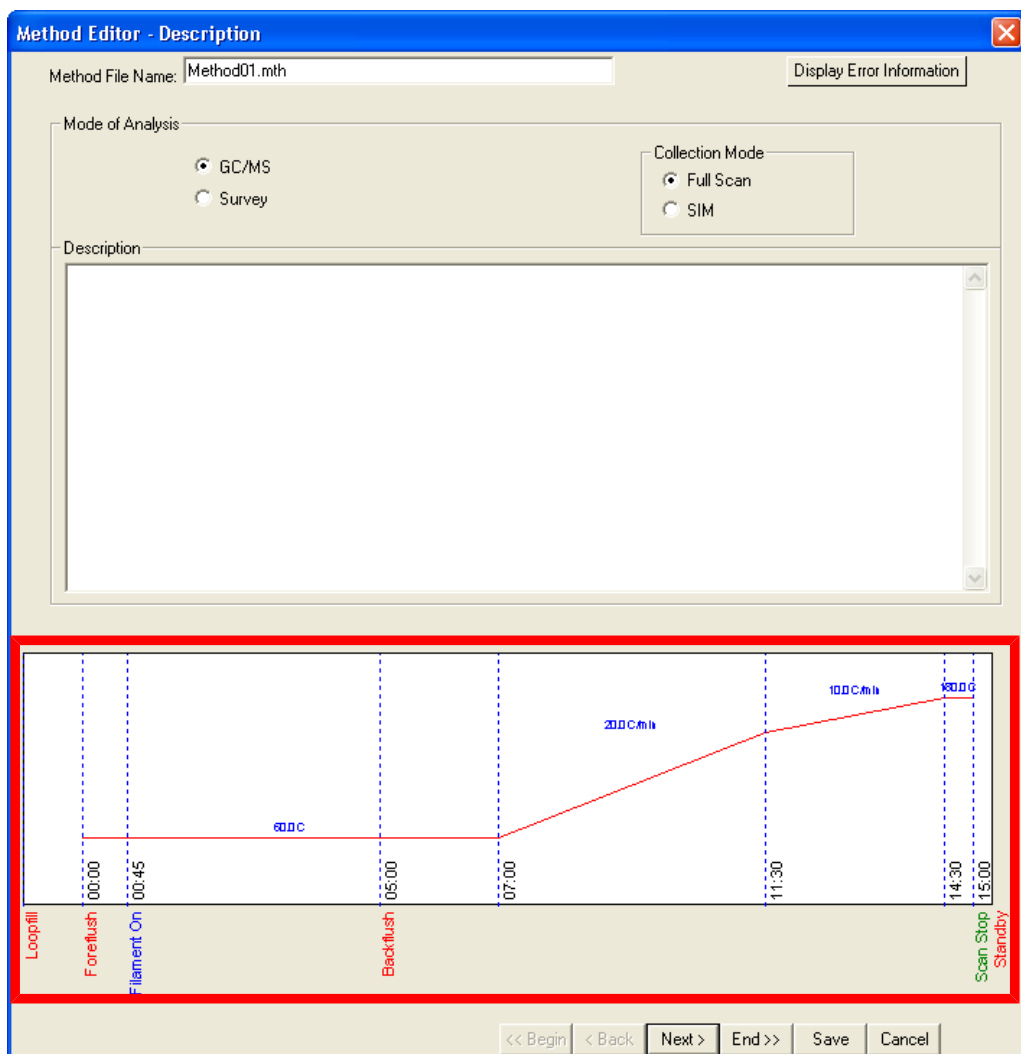 Method Editor - Description
Method File Name: Method01.mth
Display Error Information
Mode of Analysis
GC/MS
Survey
Collection Mode
Full Scan
SIM
Description
60.0 C
20.0 C/min
10.0 C/min
180.0 C
00:00
00:45
05:00
07:00
11:30
14:30
15:00
Loopfill
Foreflush
Filament On
Backflush
Scan Stop
Standby
<< Begin
< Back
Next >
End >>
Save
Cancel